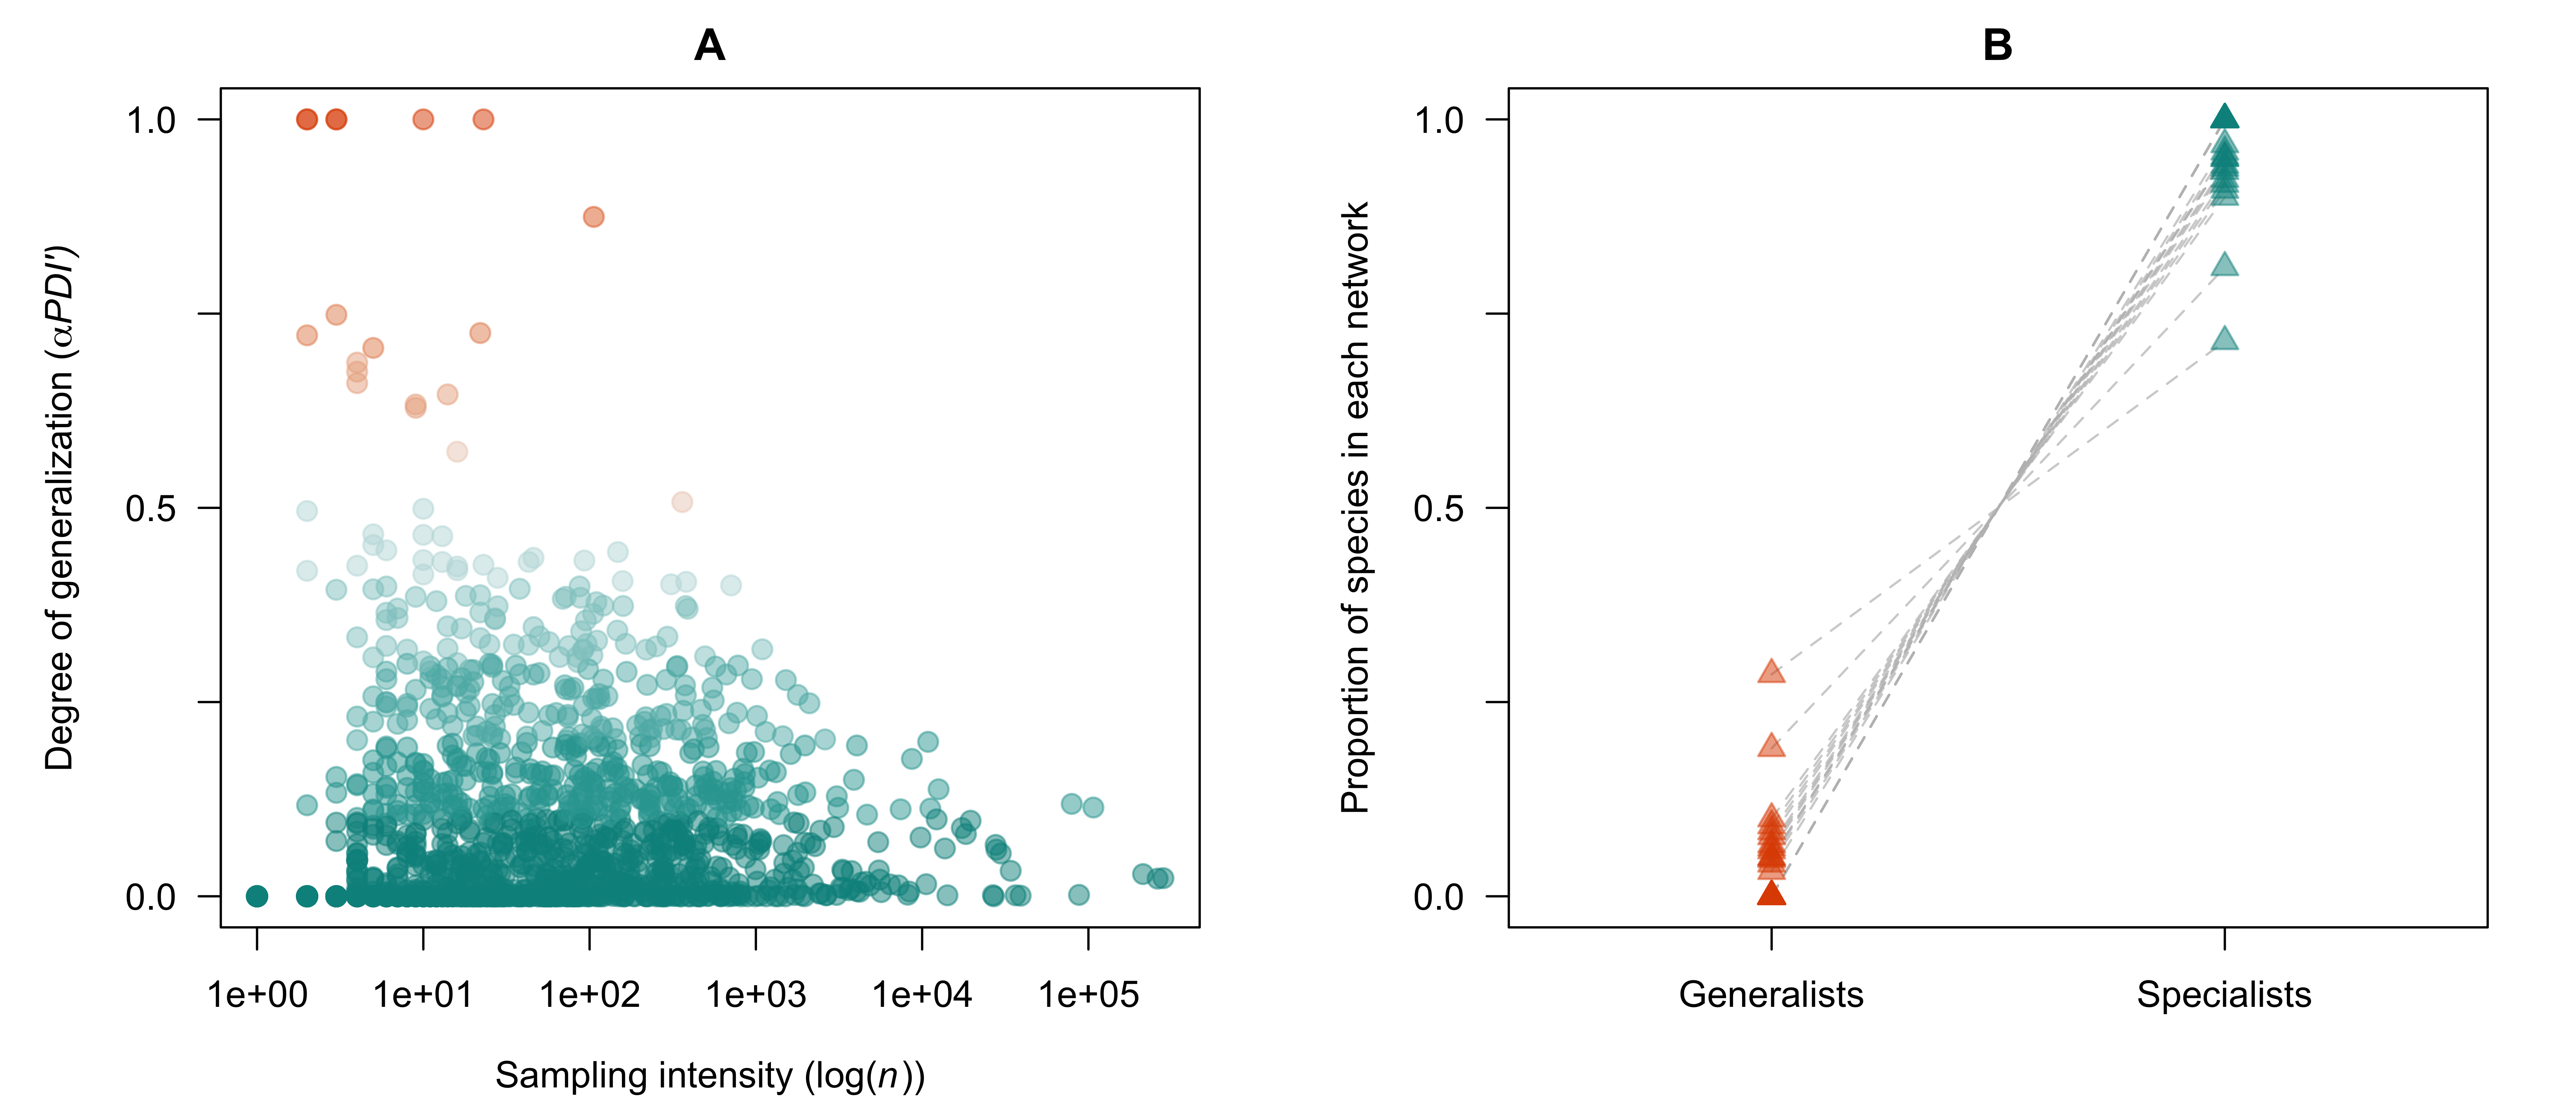 A
Degree of generalization (αPDI')
1.0
0.5
0.0
1e+00 1e+01 1e+02 1e+03 1e+04 1e+05
Sampling intensity (log(n))
B
Proportion of species in each network
1.0
0.5
0.0
Generalists Specialists